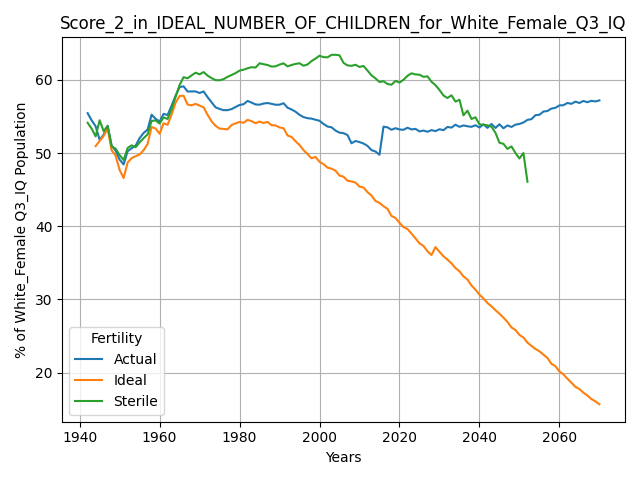 Score_2_in_IDEAL_NUMBER_OF_CHILDREN_for_White_Female_Q3_IQ
% of White_Female Q3_IQ Population
60
50
40
30
20
Fertility
Actual
Ideal
Sterile
1940 1960 1980 2000 2020 2040 2060
Years